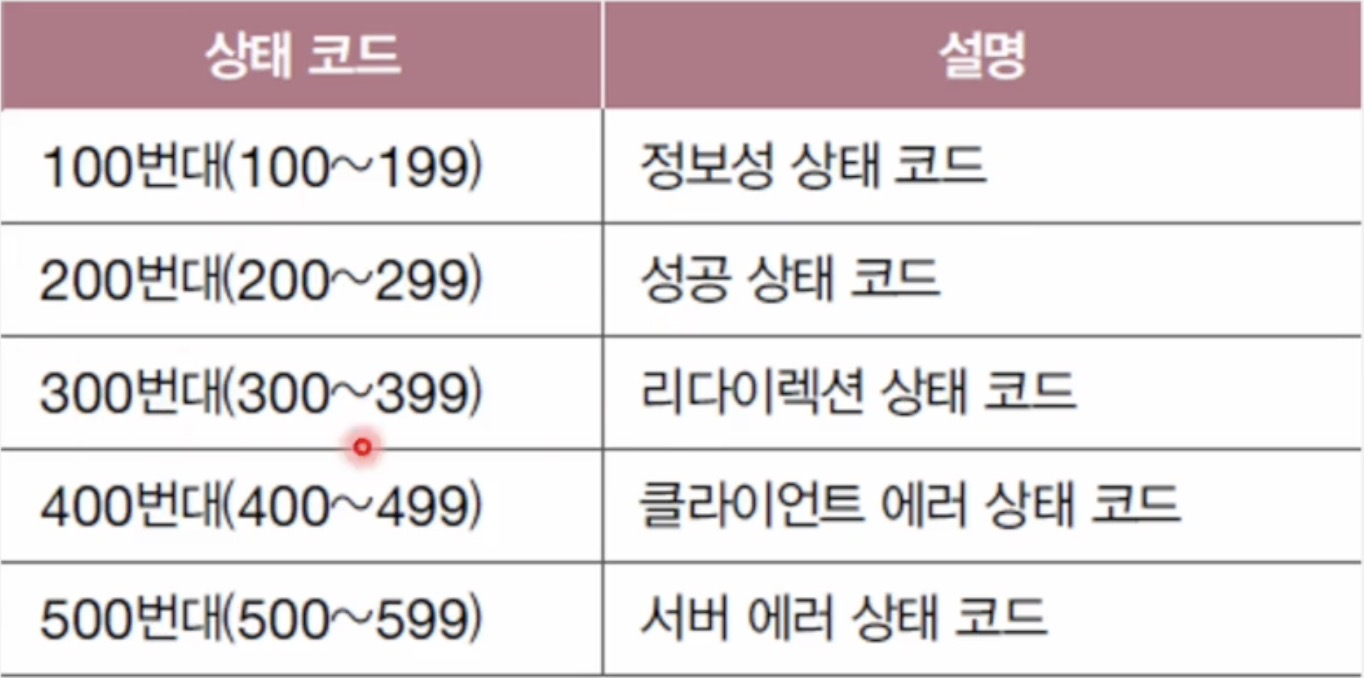 상태 코드 설명
100번대(100~199) 정보성 상태 코드
200번대(200~299) 성공 상태 코드
300번대(300~399) 리다이렉션 상태 코드
400번대(400~499) 클라이언트 에러 상태 코드
500번대(500~599) 서버 에러 상태 코드